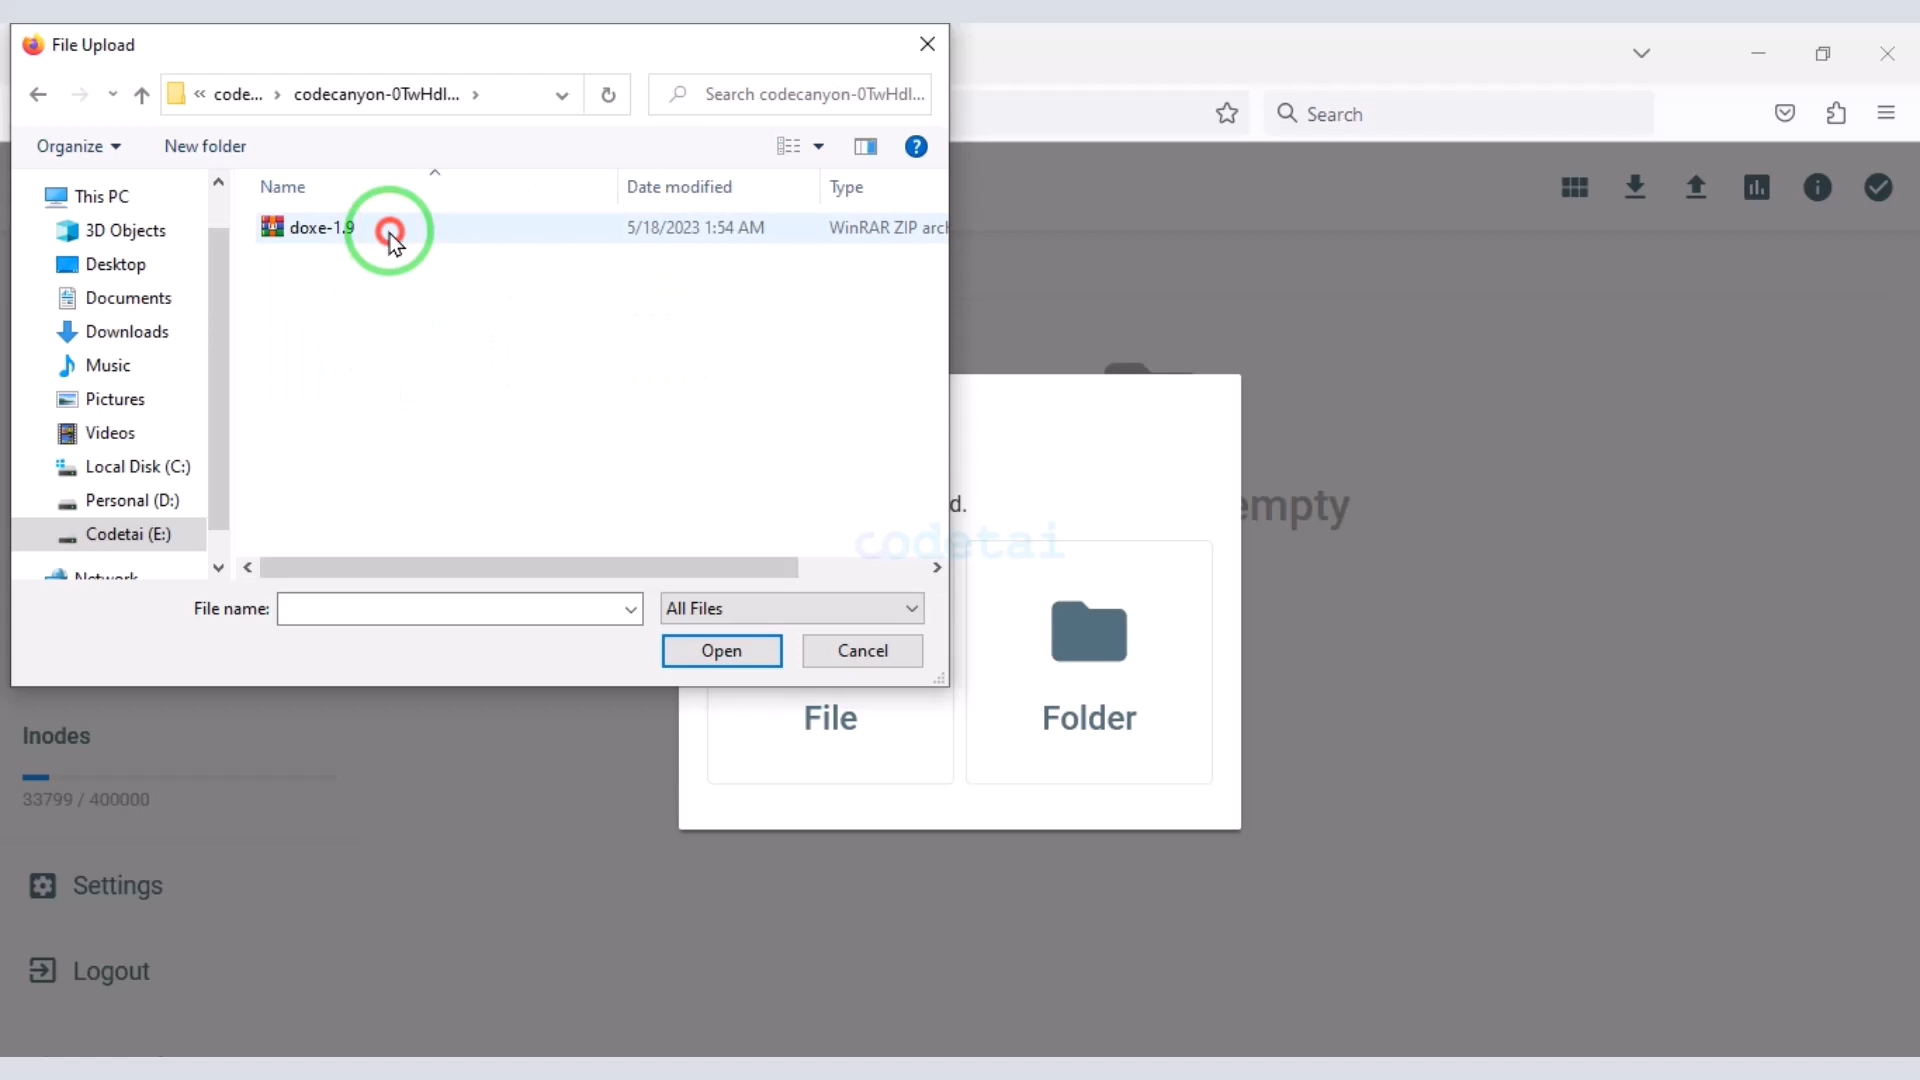 File Upload
« code... › codecanyon-0TwHdl... ›
Search codecanyon-0TwHdl...
Search
Organize
New folder
Name
Date modified
Type
doxe-1.9
5/18/2023 1:54 AM
WinRAR ZIP arch
This PC
3D Objects
Desktop
Documents
Downloads
Music
Pictures
Videos
Local Disk (C:)
Personal (D:)
Codetai (E:)
Network
File name:
All Files
Open
Cancel
d.
empty
codetai
File
Folder
Inodes
33799 / 400000
Settings
Logout